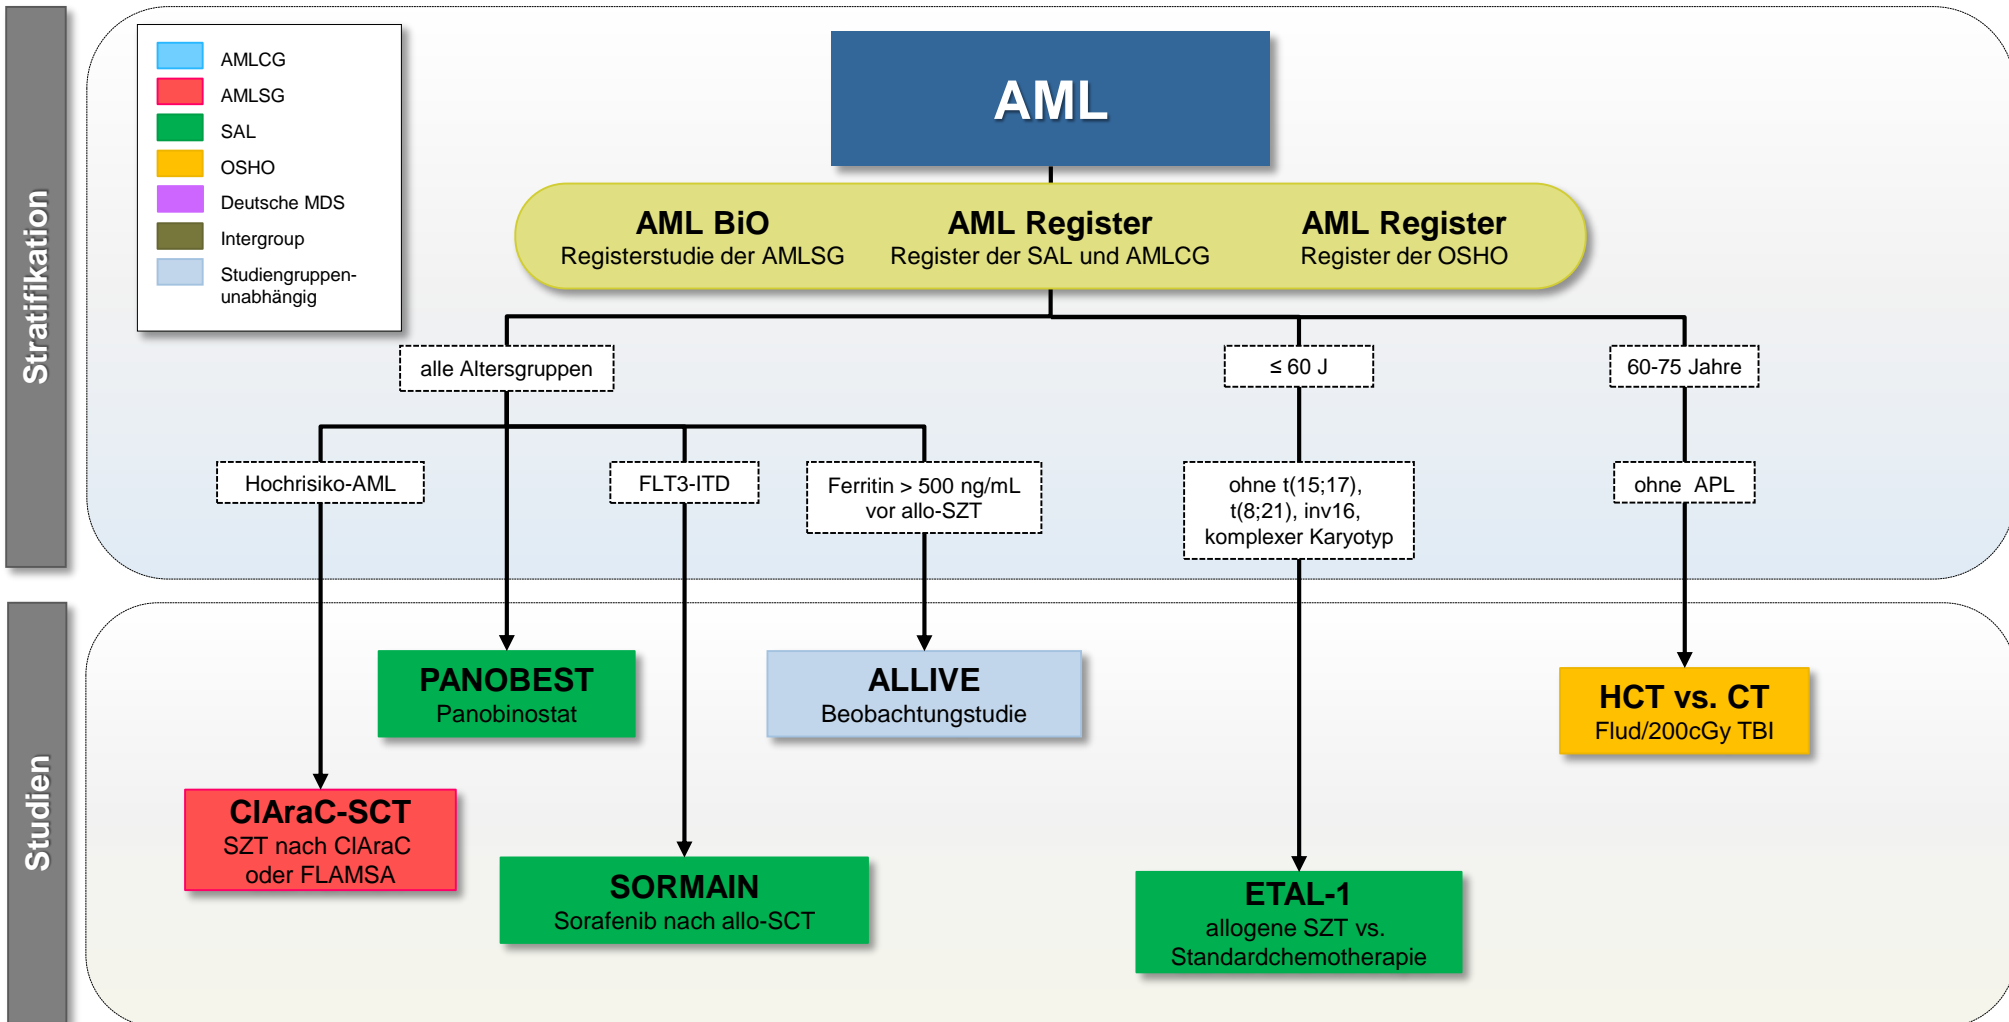 Stratifikation
AMLCG
AMLSG
SAL
OSHO
Deutsche MDS
Intergroup
Studiengruppen-
unabhängig
AML
AML BiO
Registerstudie der AMLSG
AML Register
Register der SAL und AMLCG
AML Register
Register der OSHO
alle Altersgruppen
≤ 60 J
60-75 Jahre
Hochrisiko-AML
FLT3-ITD
Ferritin > 500 ng/mL
vor allo-SZT
ohne t(15;17),
t(8;21), inv16,
komplexer Karyotyp
ohne APL
Studien
PANOBEST
Panobinostat
ALLIVE
Beobachtungstudie
HCT vs. CT
Flud/200cGy TBI
ClAraC-SCT
SZT nach ClAraC
oder FLAMSA
SORMAIN
Sorafenib nach allo-SCT
ETAL-1
allogene SZT vs.
Standardchemotherapie